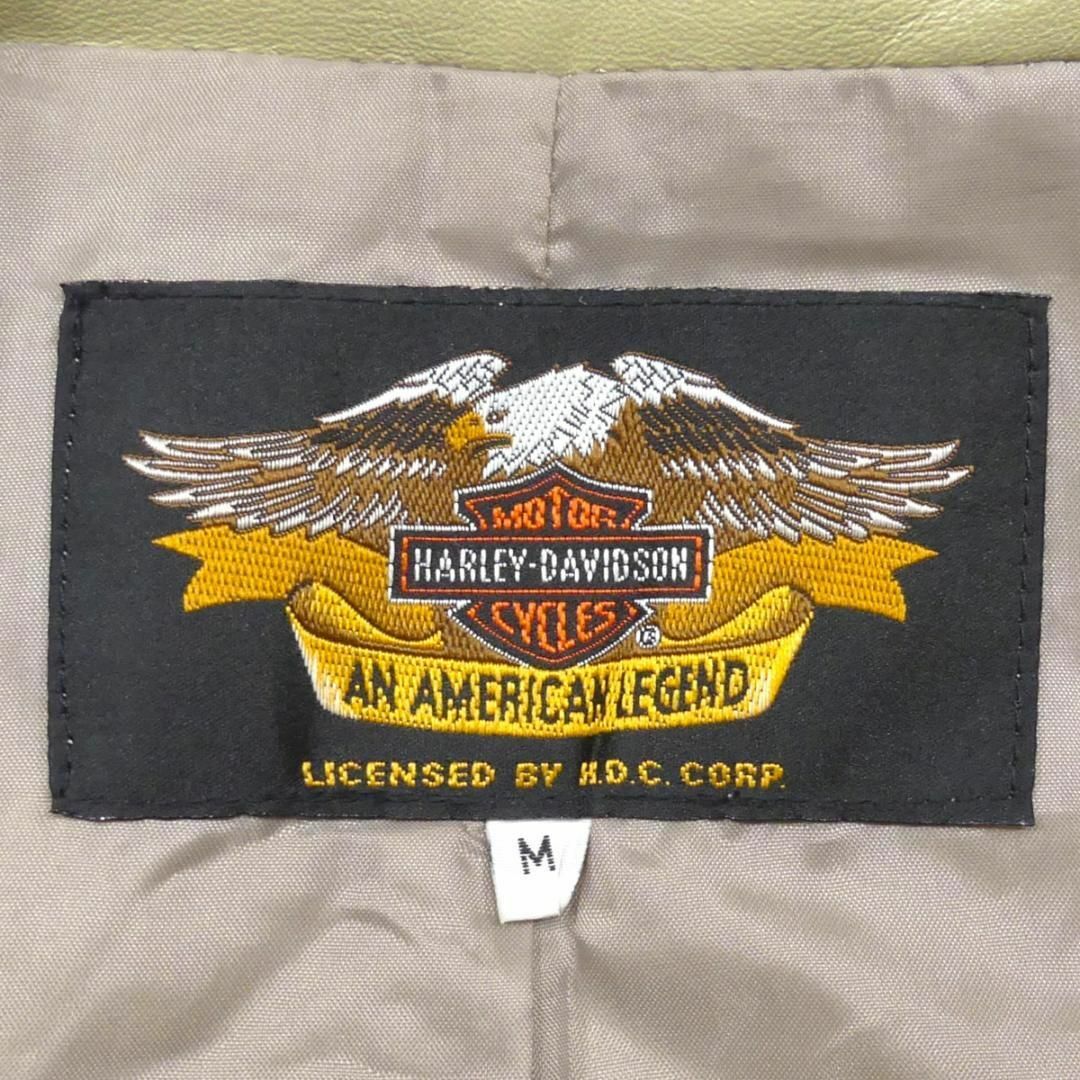 MOTOR
HARLEY-DAVIDSON
CYCLES
®
AN AMERICAN LEGEND
LICENSED BY H.D.C. CORP.
M